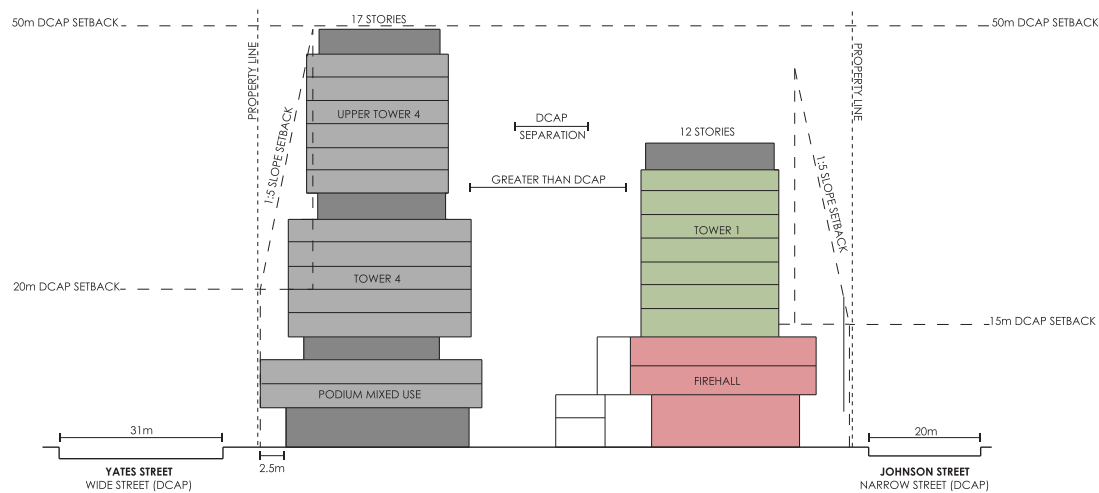 50m DCAP SETBACK
17 STORIES
50m DCAP SETBACK
PROPERTY LINE
PROPERTY LINE
1:5 SLOPE SETBACK
UPPER TOWER 4
DCAP
SEPARATION
12 STORIES
GREATER THAN DCAP
1:5 SLOPE SETBACK
TOWER 1
TOWER 4
20m DCAP SETBACK
15m DCAP SETBACK
FIREHALL
PODIUM MIXED USE
31m
20m
2.5m
YATES STREET
WIDE STREET (DCAP)
JOHNSON STREET
NARROW STREET (DCAP)